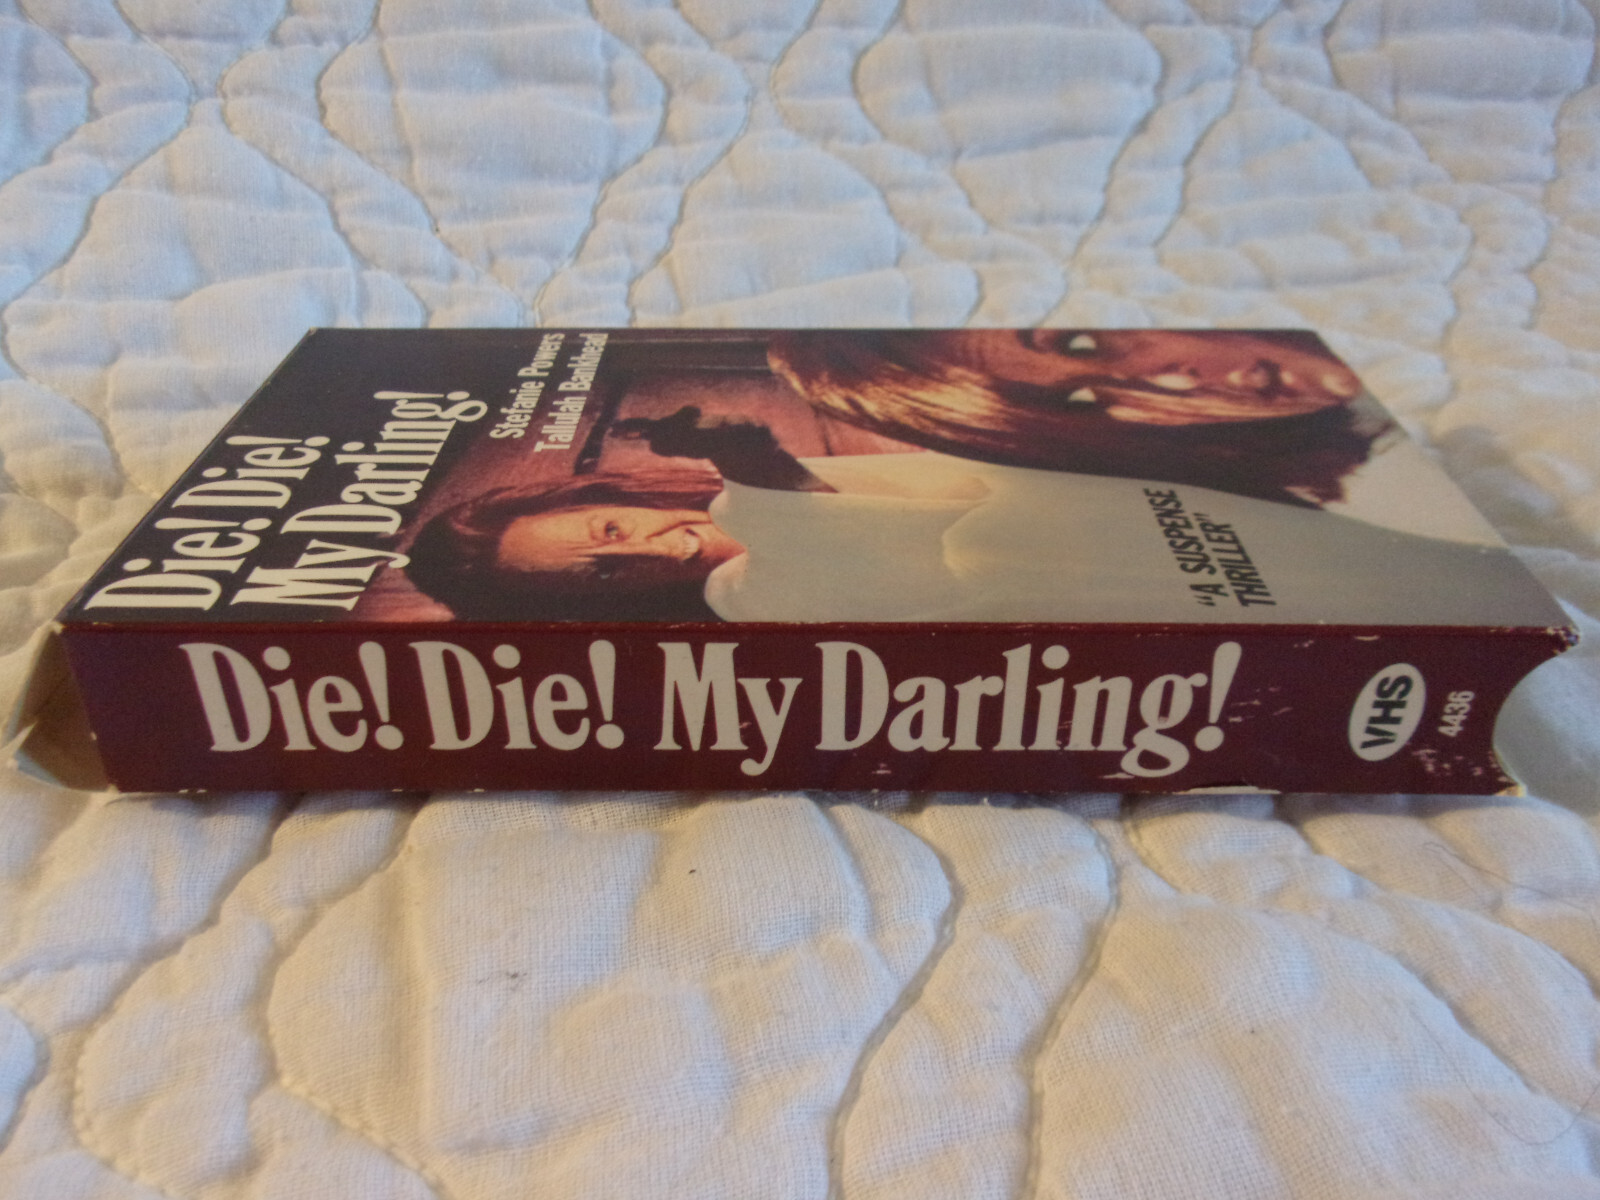 Die! Die!
My Darling!
Stefanie Powers
Tallulah Bankhead
"A SUSPENSE
THRILLER"
Die! Die! My Darling!
VHS
4436